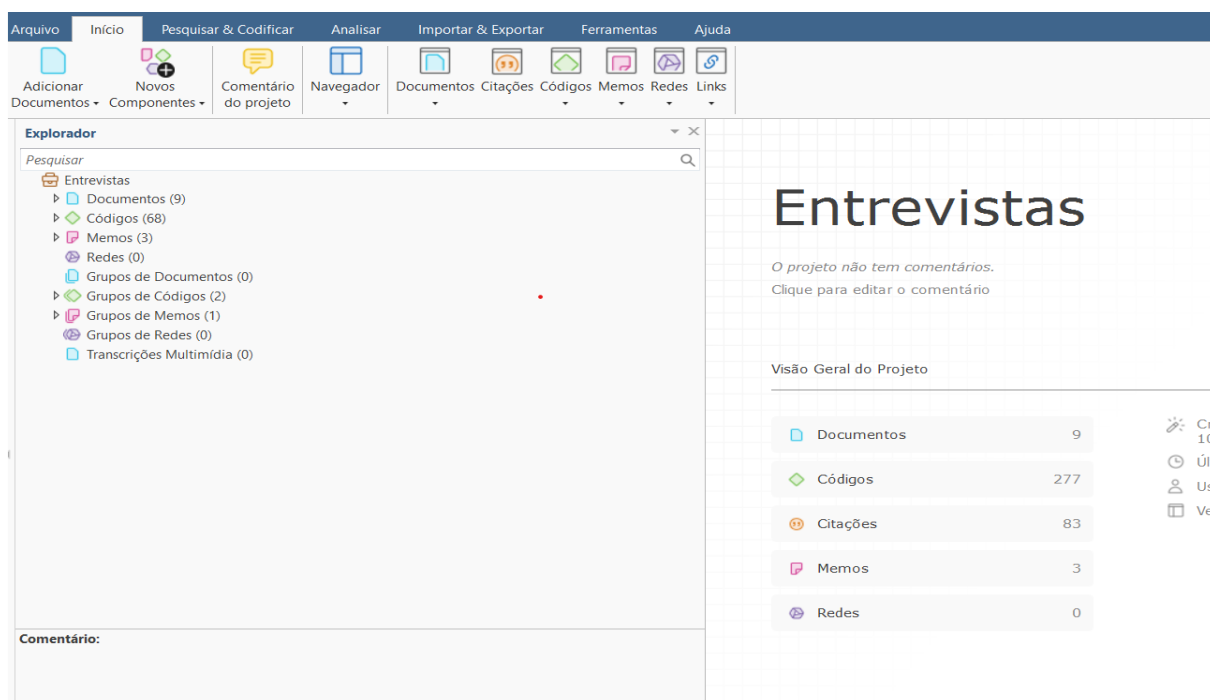 Arquivo Início Pesquisar & Codificar Analisar Importar & Exportar Ferramentas Ajuda
Adicionar Documentos Novos Componentes Comentário do projeto Navegador Documentos Citações Códigos Memos Redes Links
Explorador
Pesquisar
Entrevistas
Documentos (9)
Códigos (68)
Memos (3)
Redes (0)
Grupos de Documentos (0)
Grupos de Códigos (2)
Grupos de Memos (1)
Grupos de Redes (0)
Transcrições Multimídia (0)
Comentário:
Entrevistas
O projeto não tem comentários.
Clique para editar o comentário
Visão Geral do Projeto
Documentos 9
Códigos 277
Citações 83
Memos 3
Redes 0